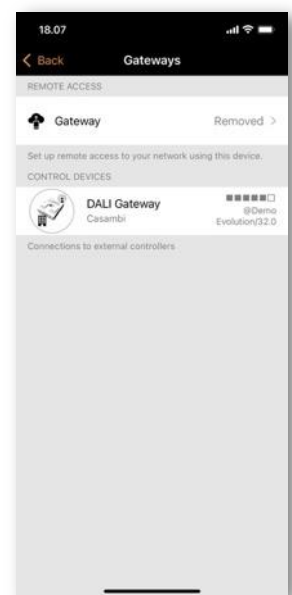 18.07
Back Gateways
REMOTE ACCESS
Gateway Removed
Set up remote access to your network using this device.
CONTROL DEVICES
DALI Gateway
Casambi
@Demo
Evolution/32.0
Connections to external controllers